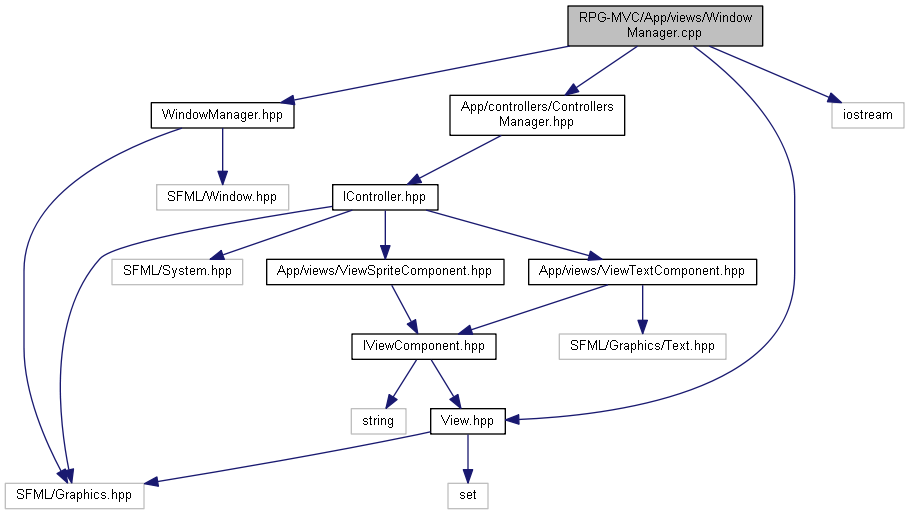 RPG-MVC/App/views/Window
Manager.cpp
WindowManager.hpp
App/controllers/Controllers
Manager.hpp
iostream
SFML/Window.hpp
IController.hpp
SFML/System.hpp
App/views/ViewSpriteComponent.hpp
App/views/ViewTextComponent.hpp
IViewComponent.hpp
SFML/Graphics/Text.hpp
string
View.hpp
SFML/Graphics.hpp
set